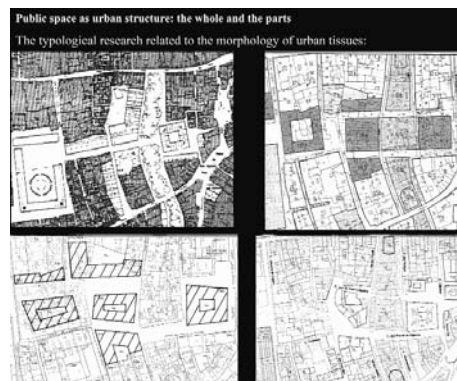 Public space as urban structure: the whole and the parts
The typological research related to the morphology of urban tissues: